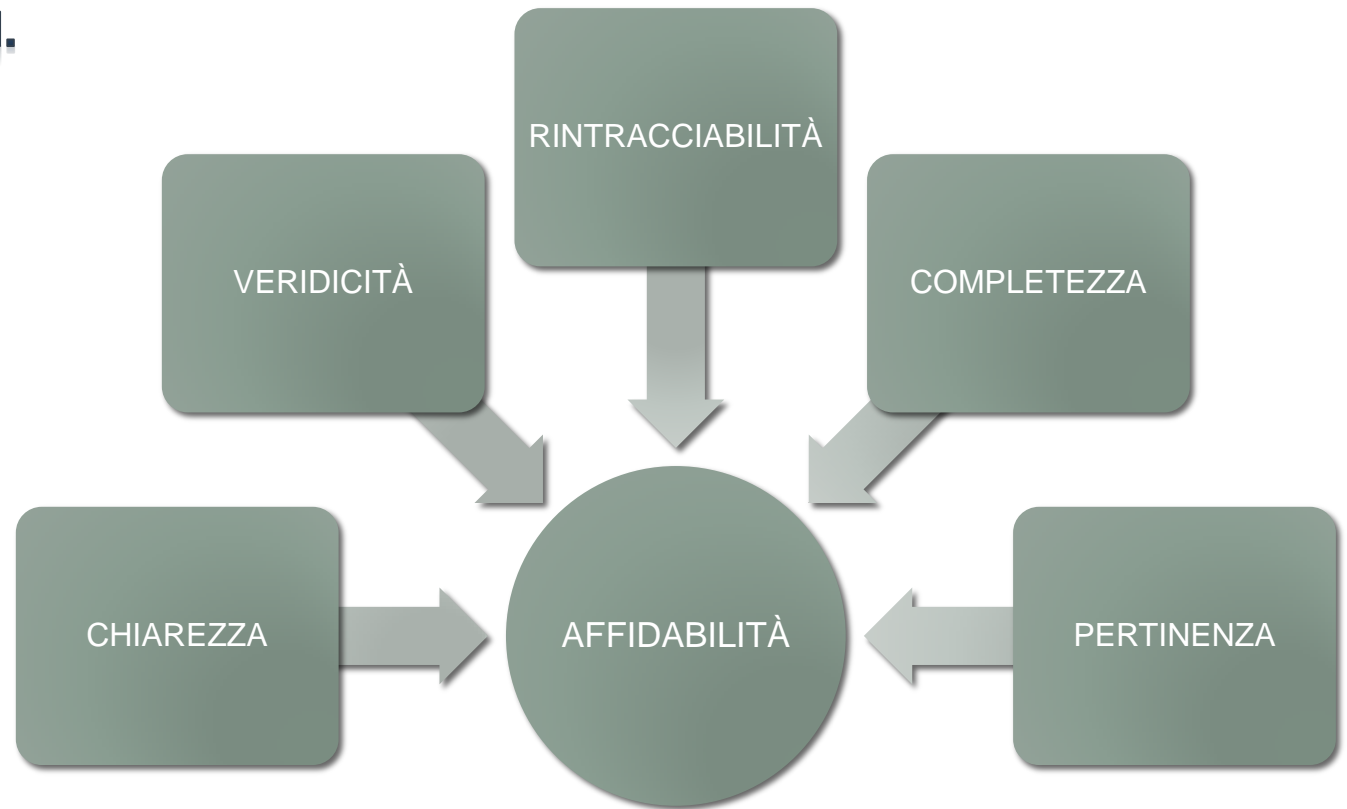 RINTRACCIABILITÀ
VERIDICITÀ
COMPLETEZZA
CHIAREZZA
AFFIDABILITÀ
PERTINENZA